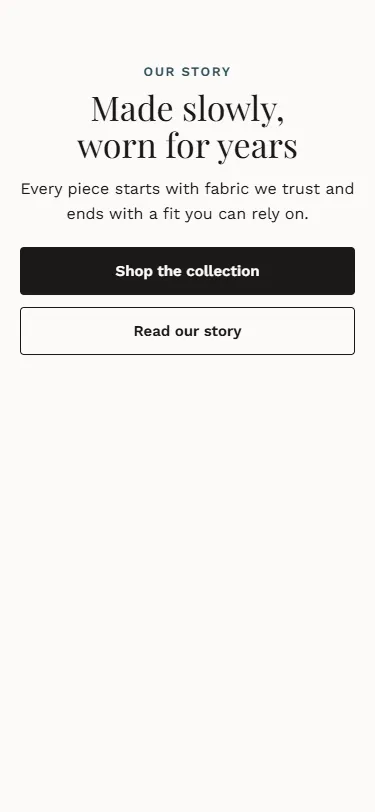 OUR STORY
Made slowly,
worn for years
Every piece starts with fabric we trust and
ends with a fit you can rely on.
Shop the collection
Read our story